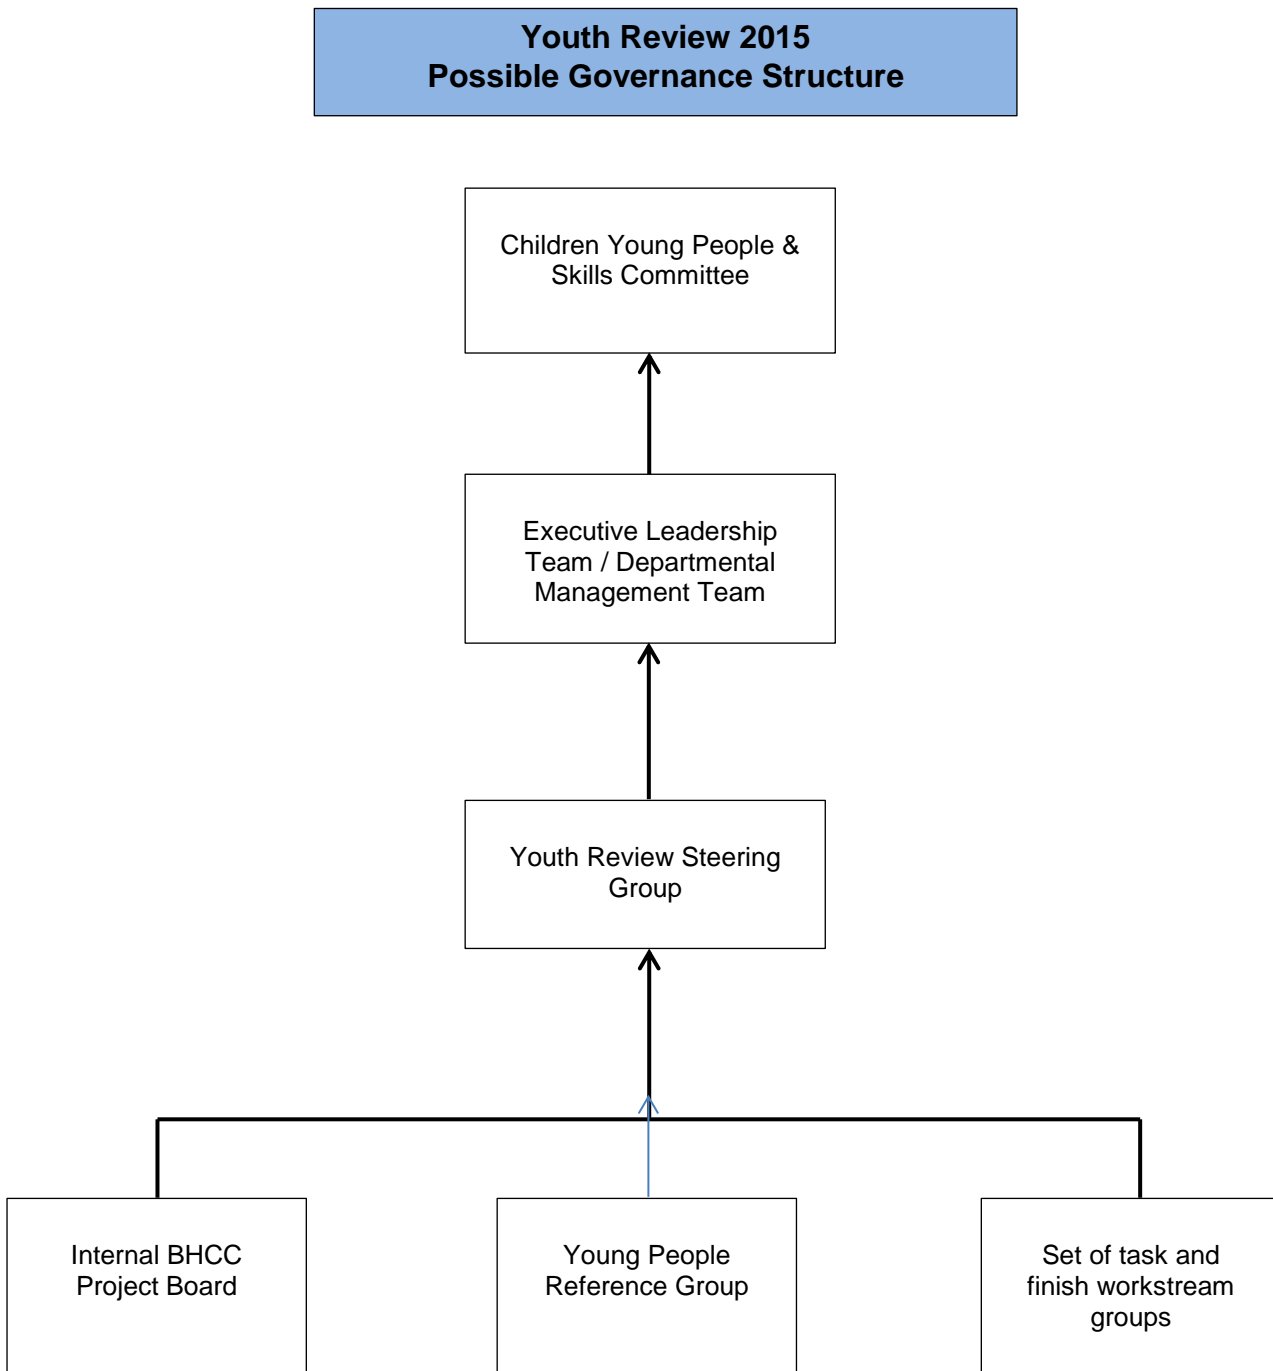 Youth Review 2015
Possible Governance Structure
Children Young People &
Skills Committee
Executive Leadership
Team / Departmental
Management Team
Youth Review Steering
Group
Internal BHCC
Project Board
Young People
Reference Group
Set of task and
finish workstream
groups